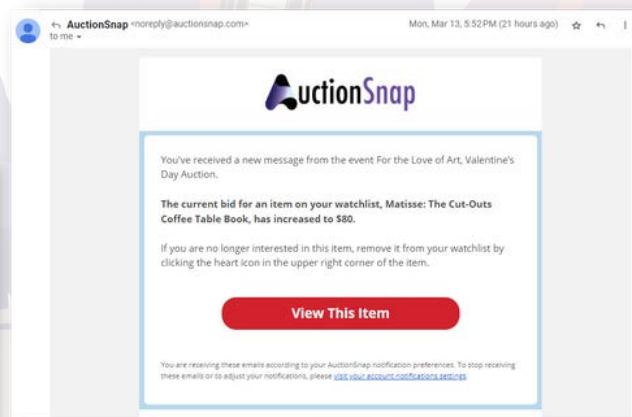 AuctionSnap <noreply@auctionsnap.com>
Mon, Mar 13, 5:52 PM (21 hours ago)
to me
AuctionSnap
You've received a new message from the event For the Love of Art, Valentine's
Day Auction.
The current bid for an item on your watchlist, Matisse: The Cut-Outs
Coffee Table Book, has increased to $80.
If you are no longer interested in this item, remove it from your watchlist by
clicking the heart icon in the upper right corner of the item.
View This Item
You are receiving these emails according to your AuctionSnap notification preferences. To stop receiving
these emails or to adjust your notifications, please visit your account notifications settings.